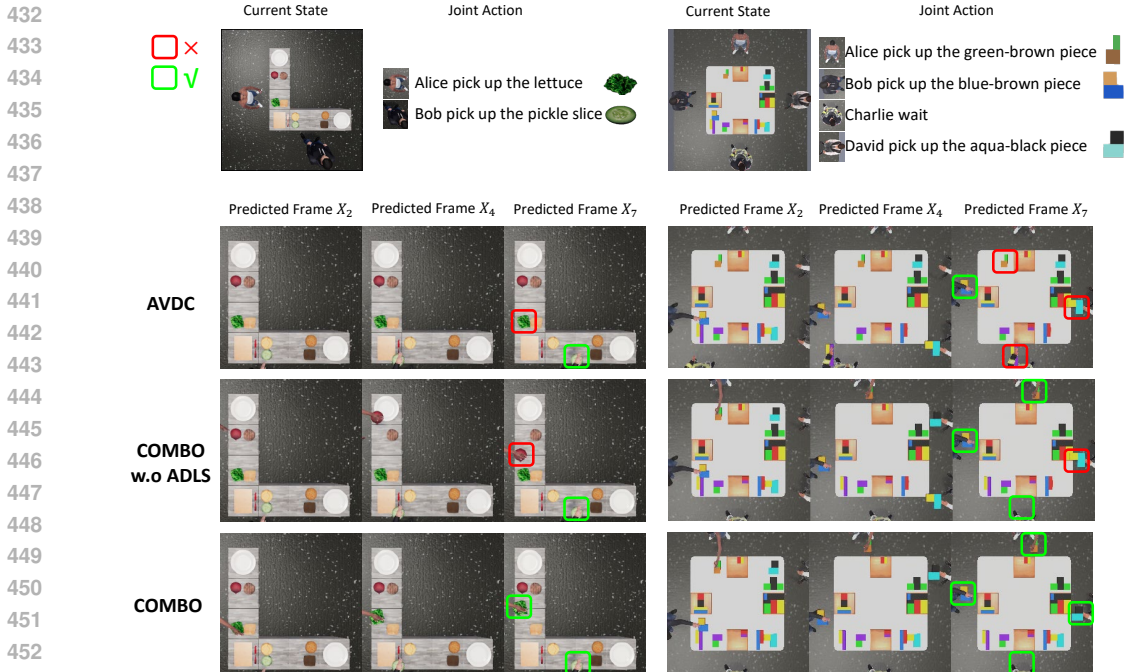 432
433
434
435
436
437
438
439
440
441
442
443
444
445
446
447
448
449
450
451
452
Current State
Joint Action
×
√
Alice pick up the lettuce
Bob pick up the pickle slice
Current State
Joint Action
Alice pick up the green-brown piece
Bob pick up the blue-brown piece
Charlie wait
David pick up the aqua-black piece
Predicted Frame X₂
Predicted Frame X₄
Predicted Frame X₇
Predicted Frame X₂
Predicted Frame X₄
Predicted Frame X₇
AVDC
COMBO
w.o ADLS
COMBO